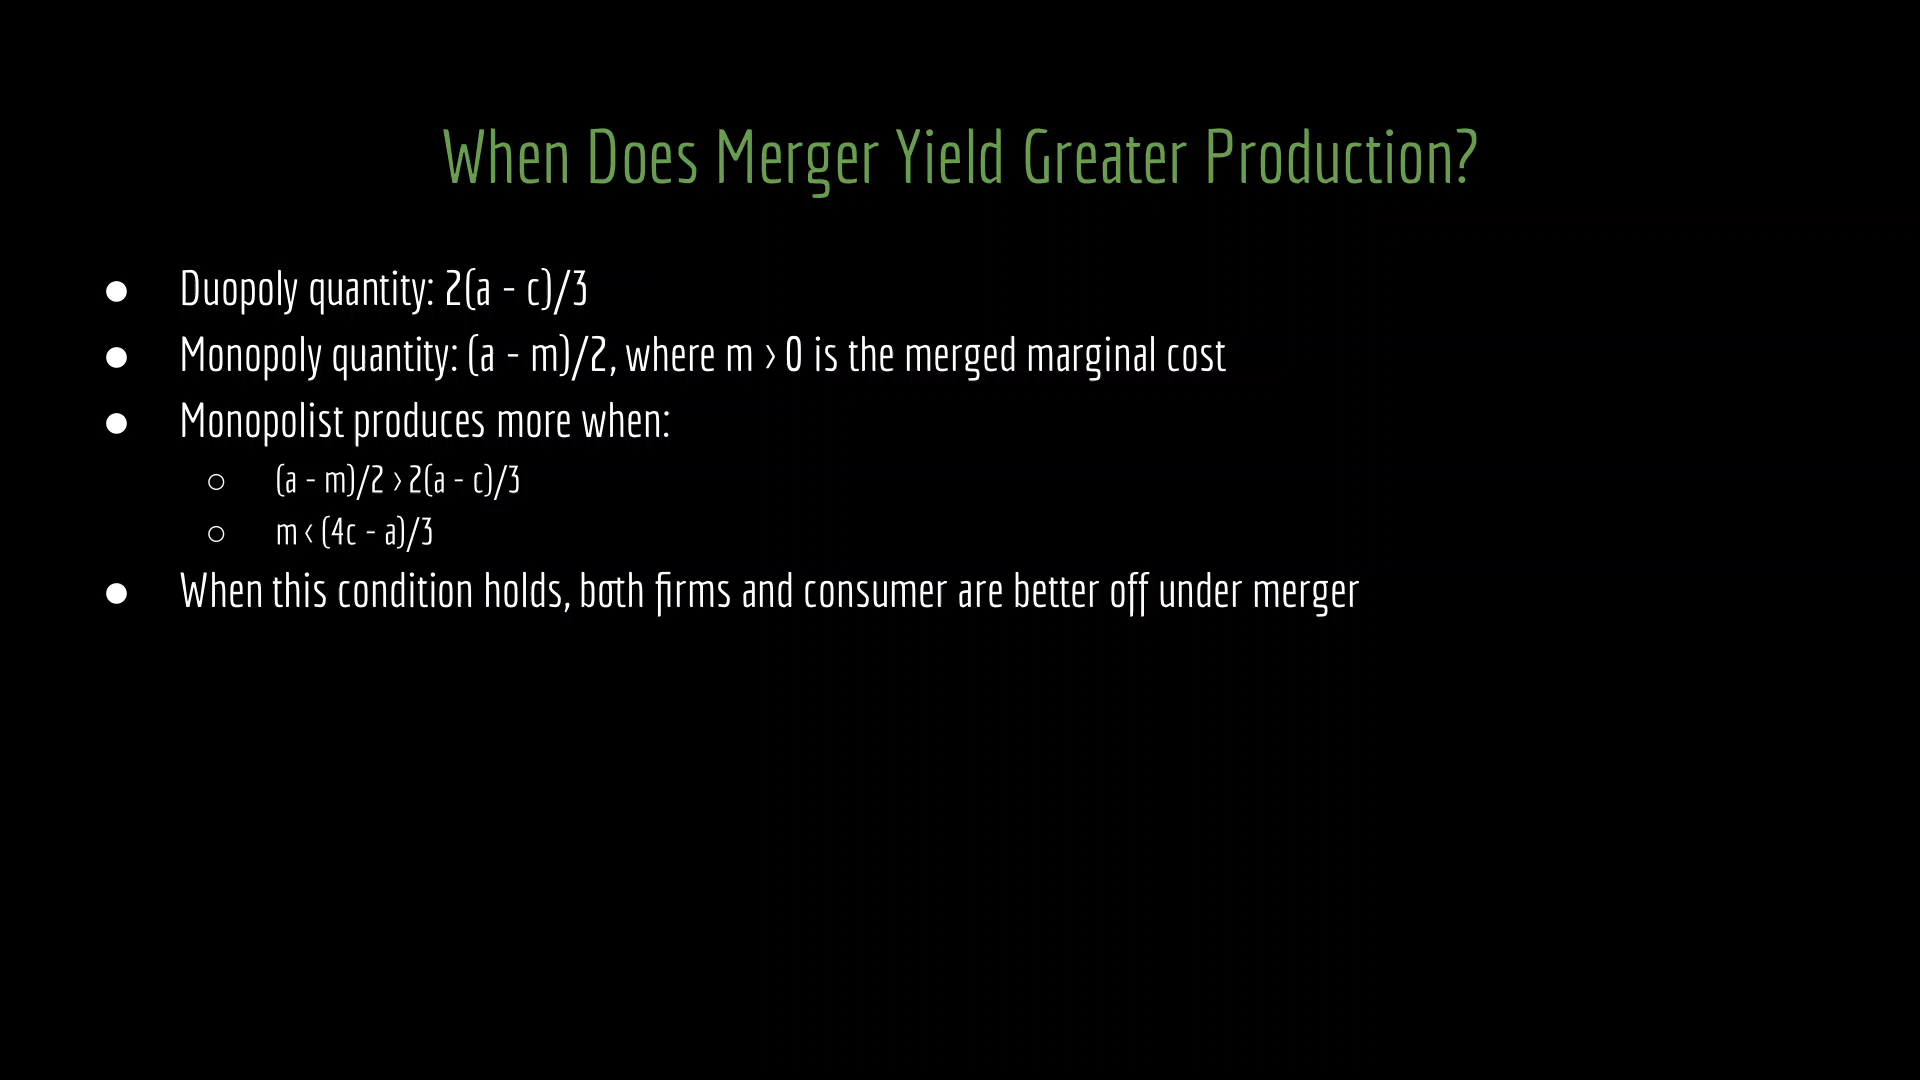 When Does Merger Yield Greater Production?
● Duopoly quantity: 2(a - c)/3
● Monopoly quantity: (a - m)/2, where m > 0 is the merged marginal cost
● Monopolist produces more when:
○ (a - m)/2 > 2(a - c)/3
○ m < (4c - a)/3
● When this condition holds, both firms and consumer are better off under merger